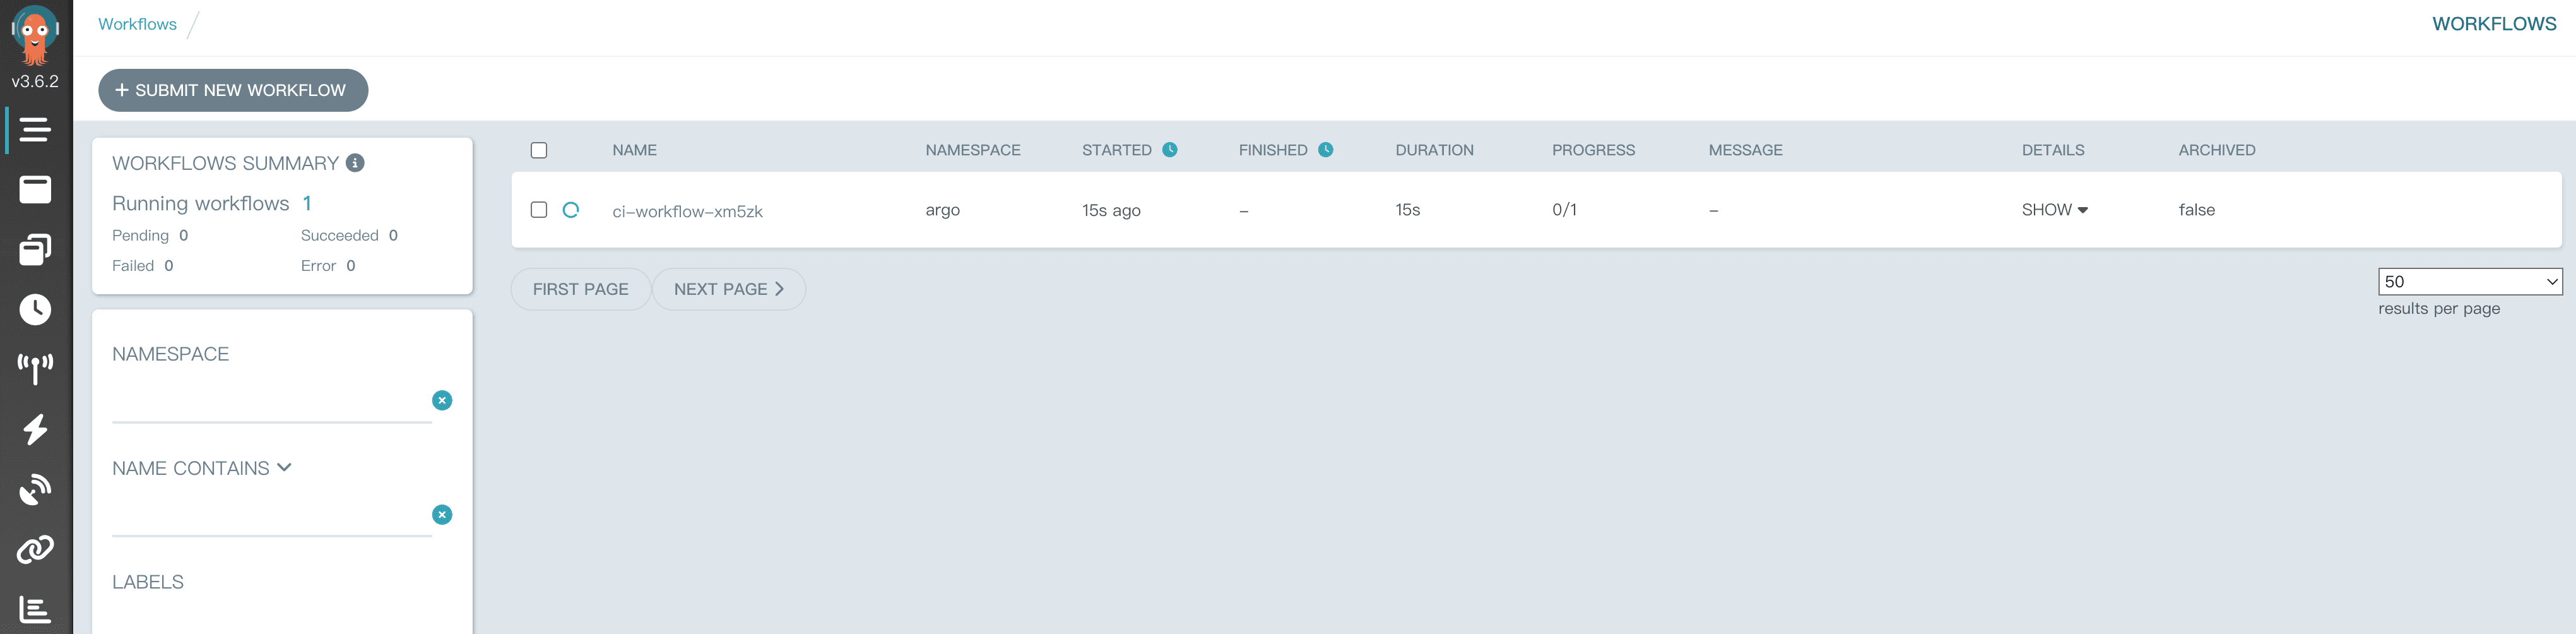 Workflows
WORKFLOWS
v3.6.2
+ SUBMIT NEW WORKFLOW
WORKFLOWS SUMMARY
Running workflows 1
Pending 0 Succeeded 0
Failed 0 Error 0
NAMESPACE
NAME CONTAINS
LABELS
NAME NAMESPACE STARTED FINISHED DURATION PROGRESS MESSAGE DETAILS ARCHIVED
ci-workflow-xm5zk argo 15s ago - 15s 0/1 - SHOW false
FIRST PAGE NEXT PAGE
50
results per page